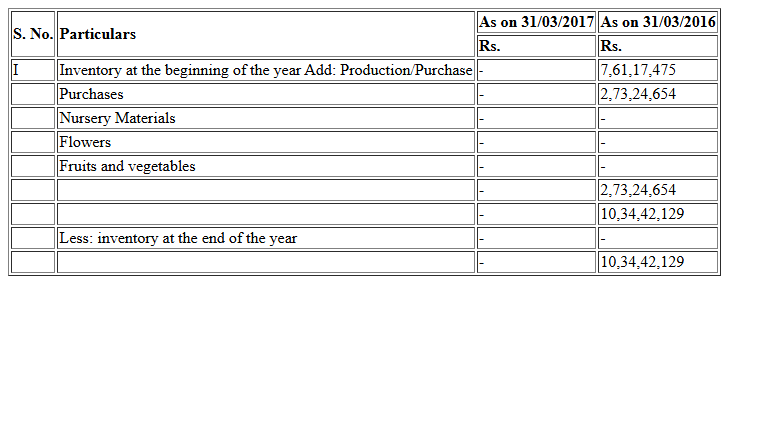 S. No. Particulars As on 31/03/2017 As on 31/03/2016
Rs. Rs.
I Inventory at the beginning of the year Add: Production/Purchase - 7,61,17,475
Purchases - 2,73,24,654
Nursery Materials - -
Flowers - -
Fruits and vegetables - -
- 2,73,24,654
- 10,34,42,129
Less: inventory at the end of the year - -
- 10,34,42,129